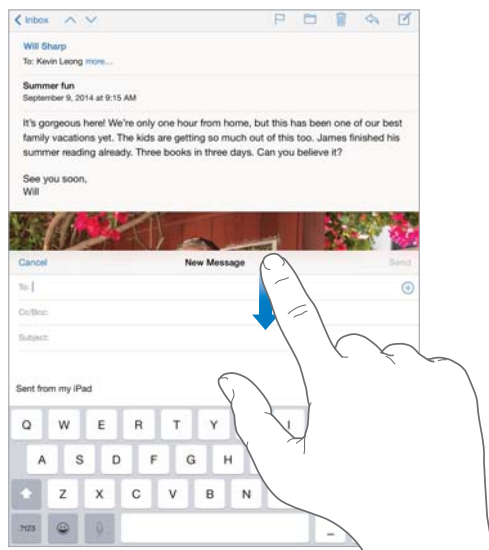 Inbox
Will Sharp
To: Kevin Leong more...
Summer fun
September 9, 2014 at 9:15 AM
It's gorgeous here! We're only one hour from home, but this has been one of our best
family vacations yet. The kids are getting so much out of this too. James finished his
summer reading already. Three books in three days. Can you believe it?
See you soon,
Will
Cancel New Message Send
To:
Cc/Bcc:
Subject:
Sent from my iPad
Q W E R T Y I
A S D F G H
Z X C V B N
.?123